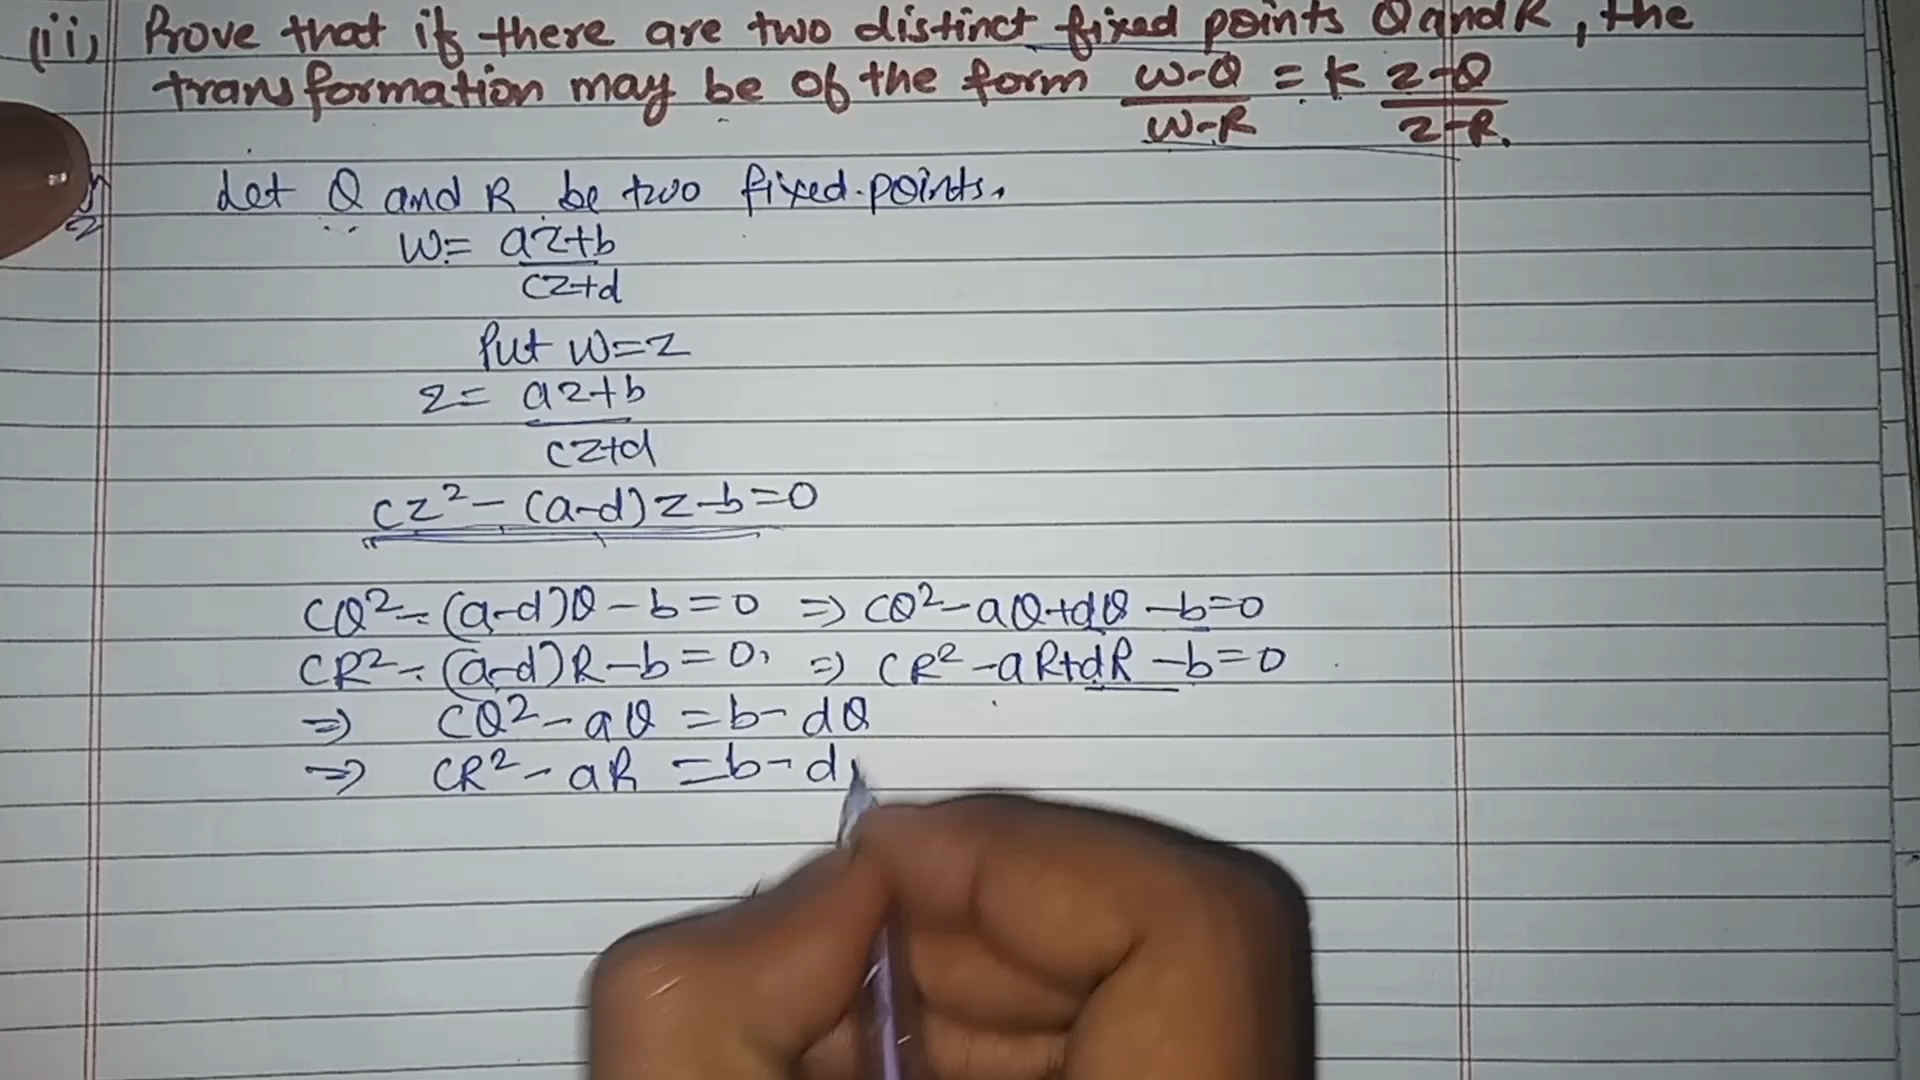 (ii) Prove that if there are two distinct fixed points Q and R, the
transformation may be of the form w-Q/w-R = k z-Q/z-R.
Let Q and R be two fixed points.
w = az+b/cz+d
Put w=z
z = az+b/cz+d
cz²-(a-d)z-b=0
CQ²-(a-d)Q-b=0 ⇒ CQ²-aQ+dQ-b=0
CR²-(a-d)R-b=0, ⇒ CR²-aR+dR-b=0
⇒ CQ²-aQ = b-dQ
⇒ CR²-aR = b-d